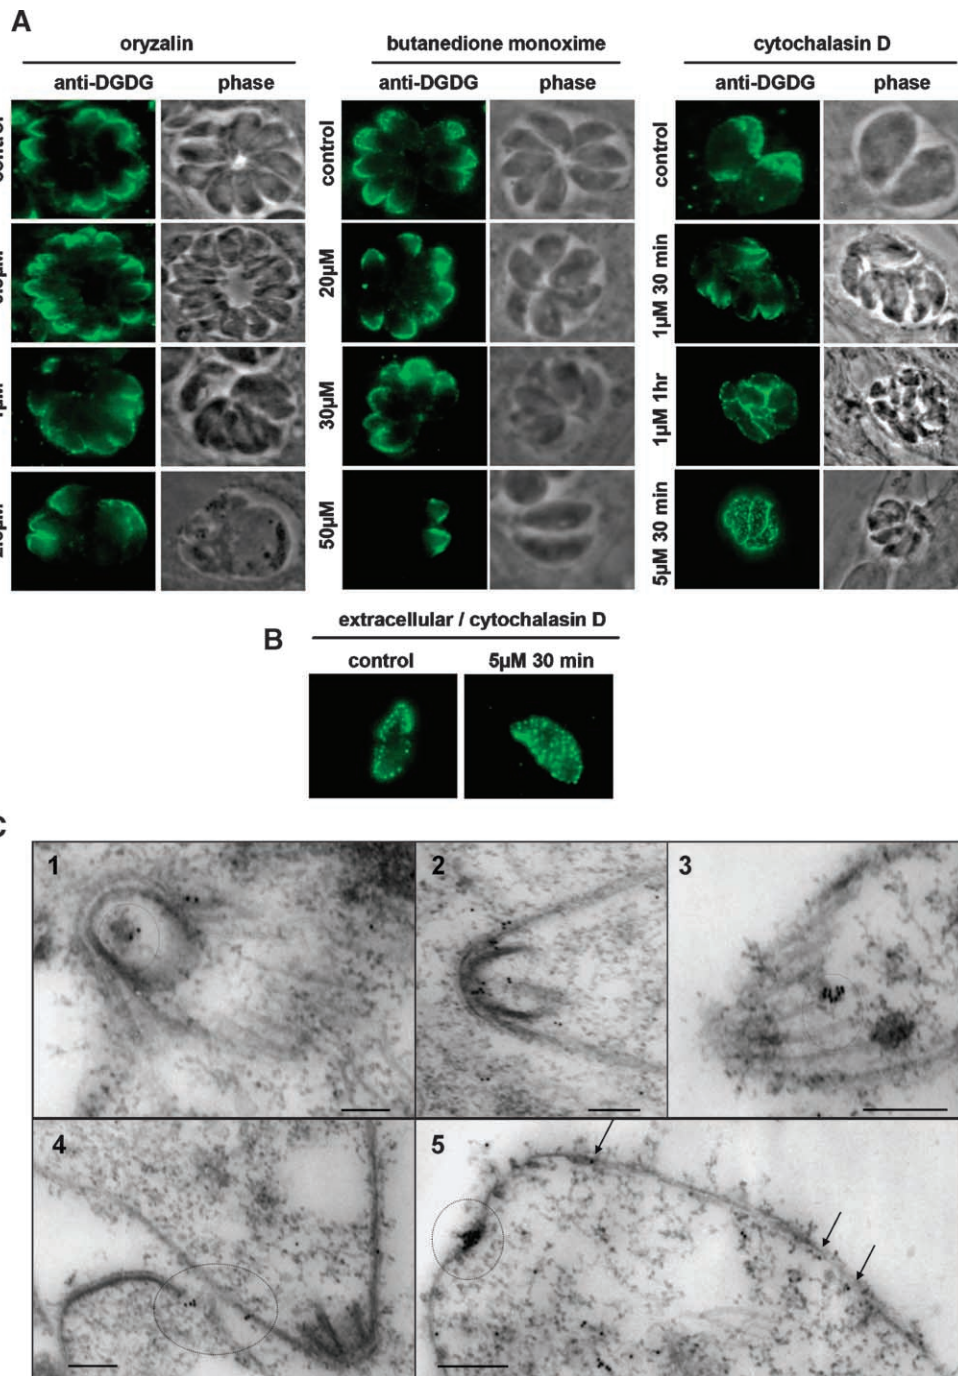 A
oryzalin
butanedione monoxime
cytochalasin D
anti-DGDG phase
anti-DGDG phase
anti-DGDG phase
control
20µM
30µM
50µM
control
1µM 30 min
1µM 1hr
5µM 30 min
B
extracellular / cytochalasin D
control
5µM 30 min
1
2
3
4
5